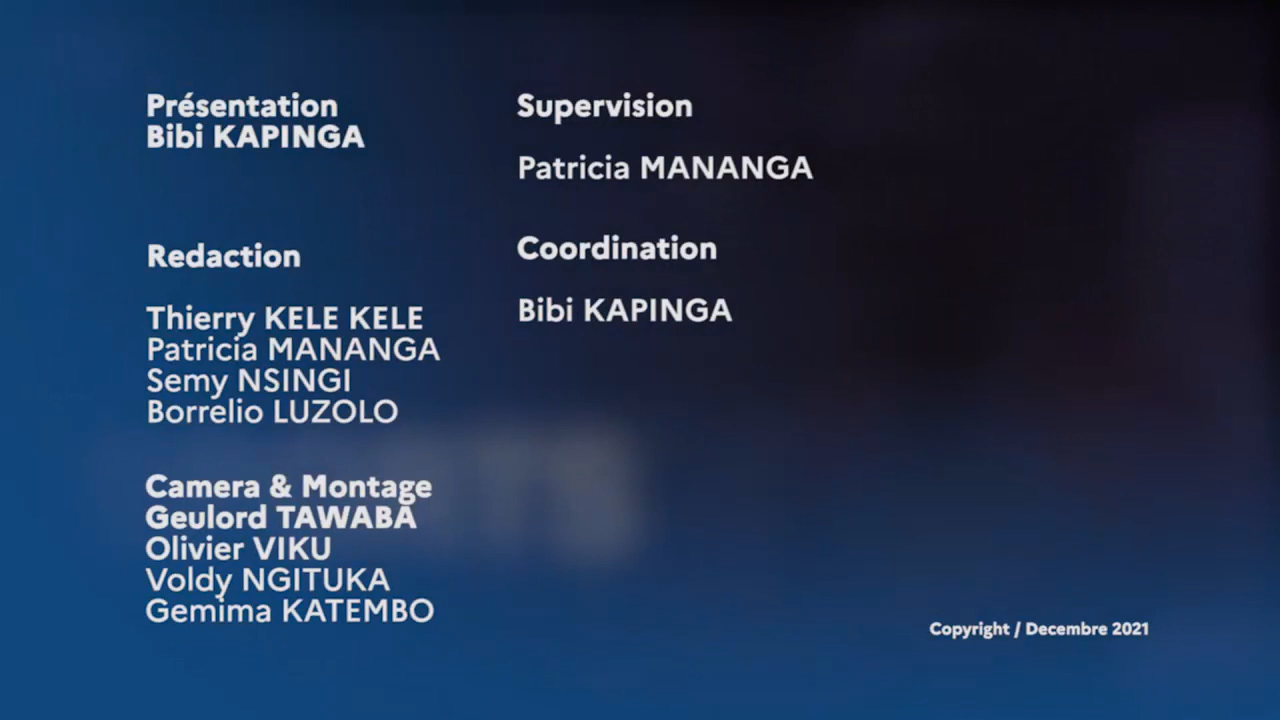 Présentation
Bibi KAPINGA
Redaction
Thierry KELE KELE
Patricia MANANGA
Semy NSINGI
Borrelio LUZOLO
Camera & Montage
Geulord TAWABA
Olivier VIKU
Voldy NGITUKA
Gemima KATEMBO
Supervision
Patricia MANANGA
Coordination
Bibi KAPINGA
Copyright / Decembre 2021